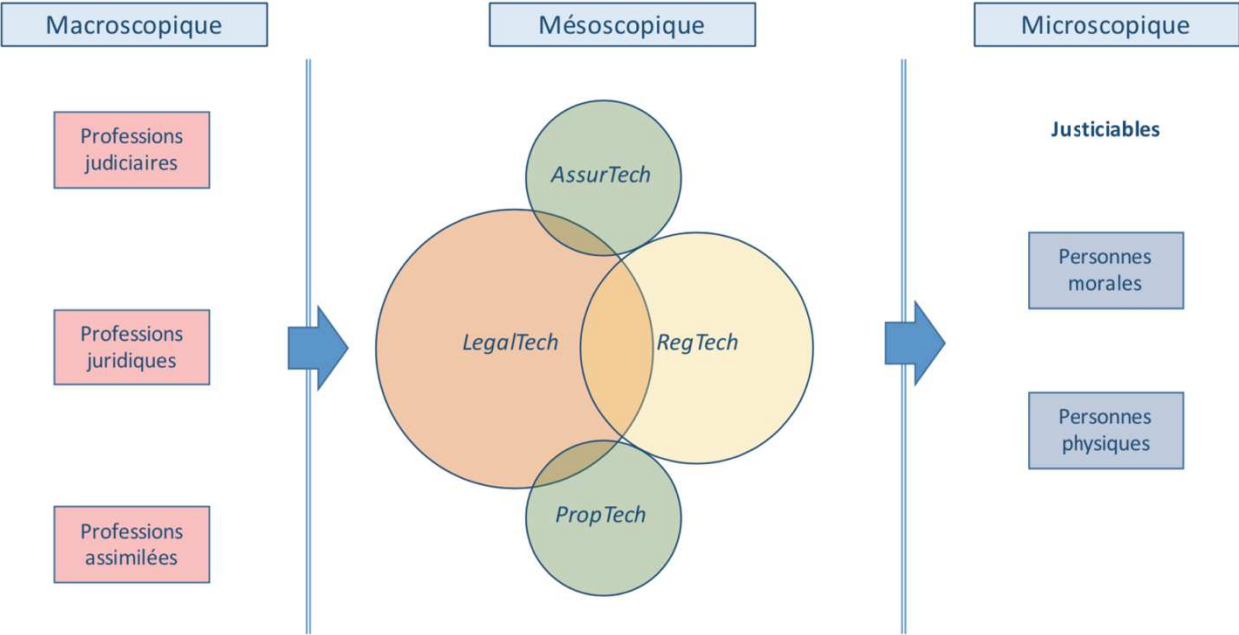 Macroscopique
Mésoscopique
Microscopique
Professions
judiciaires
Professions
juridiques
Professions
assimilées
AssurTech
LegalTech
RegTech
PropTech
Justiciables
Personnes
morales
Personnes
physiques